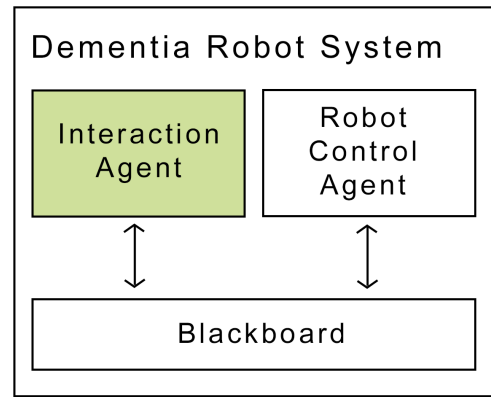 Dementia Robot System
Interaction
Agent
Robot
Control
Agent
Blackboard